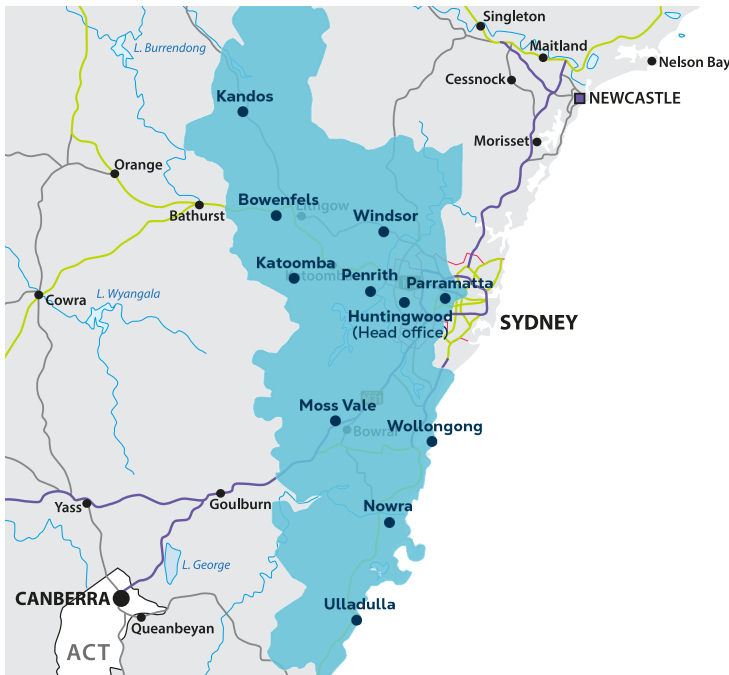 Singleton
L. Burrendong
Maitland
Nelson Bay
Cessnock
Kandos
NEWCASTLE
Morisset
Orange
Bowenfels
Lithgow
Bathurst
Windsor
Katoomba
Katoomba
Penrith
Parramatta
L. Wyangala
Cowra
Huntingwood
(Head office)
SYDNEY
Moss Vale
Bowral
Wollongong
Goulburn
Yass
Nowra
L. George
CANBERRA
Ulladulla
Queanbeyan
ACT